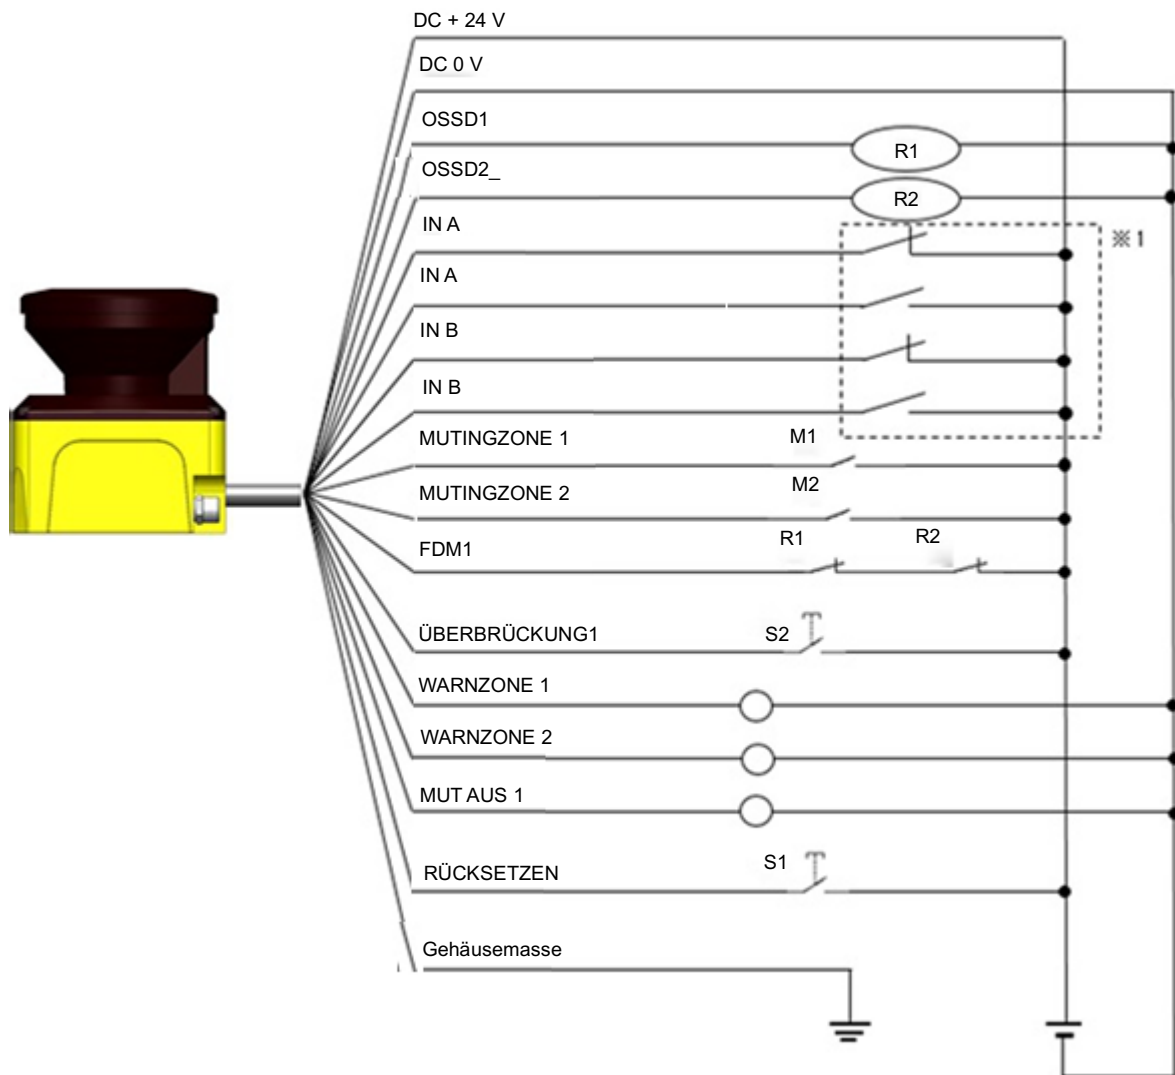 DC + 24 V
DC 0 V
OSSD1
R1
OSSD2_
R2
IN A
※1
IN A
IN B
IN B
MUTINGZONE 1
M1
MUTINGZONE 2
M2
FDM1
R1
R2
ÜBERBRÜCKUNG1
S2
WARNZONE 1
WARNZONE 2
MUT AUS 1
RÜCKSETZEN
S1
Gehäusemasse